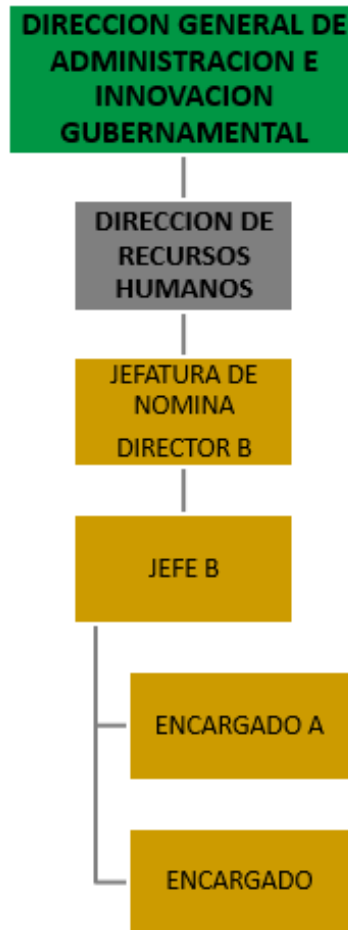 DIRECCION GENERAL DE
ADMINISTRACION E
INNOVACION
GUBERNAMENTAL
DIRECCION DE
RECURSOS
HUMANOS
JEFATURA DE
NOMINA
DIRECTOR B
JEFE B
ENCARGADO A
ENCARGADO